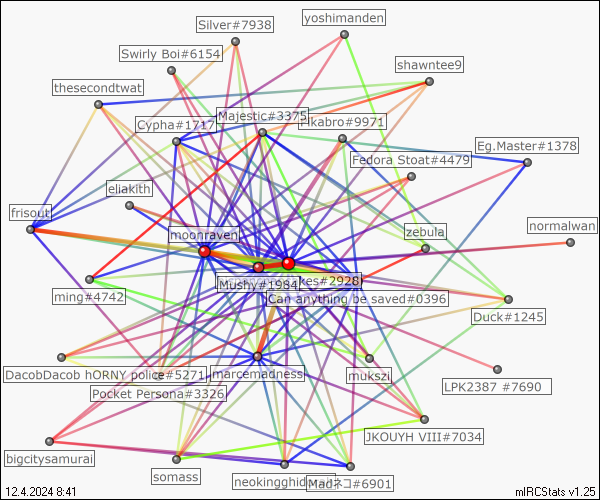 yoshimanden
Silver#7938
Swirly Boi#6154
shawntee9
thesecondtwat
Majestic#3375
Cypha#1717
Eg.Master#1378
Fedora Stoat#4479
eliakith
frisout
normalwan
zebula
moonraven
Mushy#1984
kes#2928
ming#4742
Can anything be saved#0396
Duck#1245
DacobDacob hORNY police#5271
marcemadness
mukszi
LPK2387 #7690
Pocket Persona#3326
JKOUYH VIII#7034
bigcitysamurai
somass
neokingghid
Madネコ#6901
12.4.2024 8:41
mIRCStats v1.25